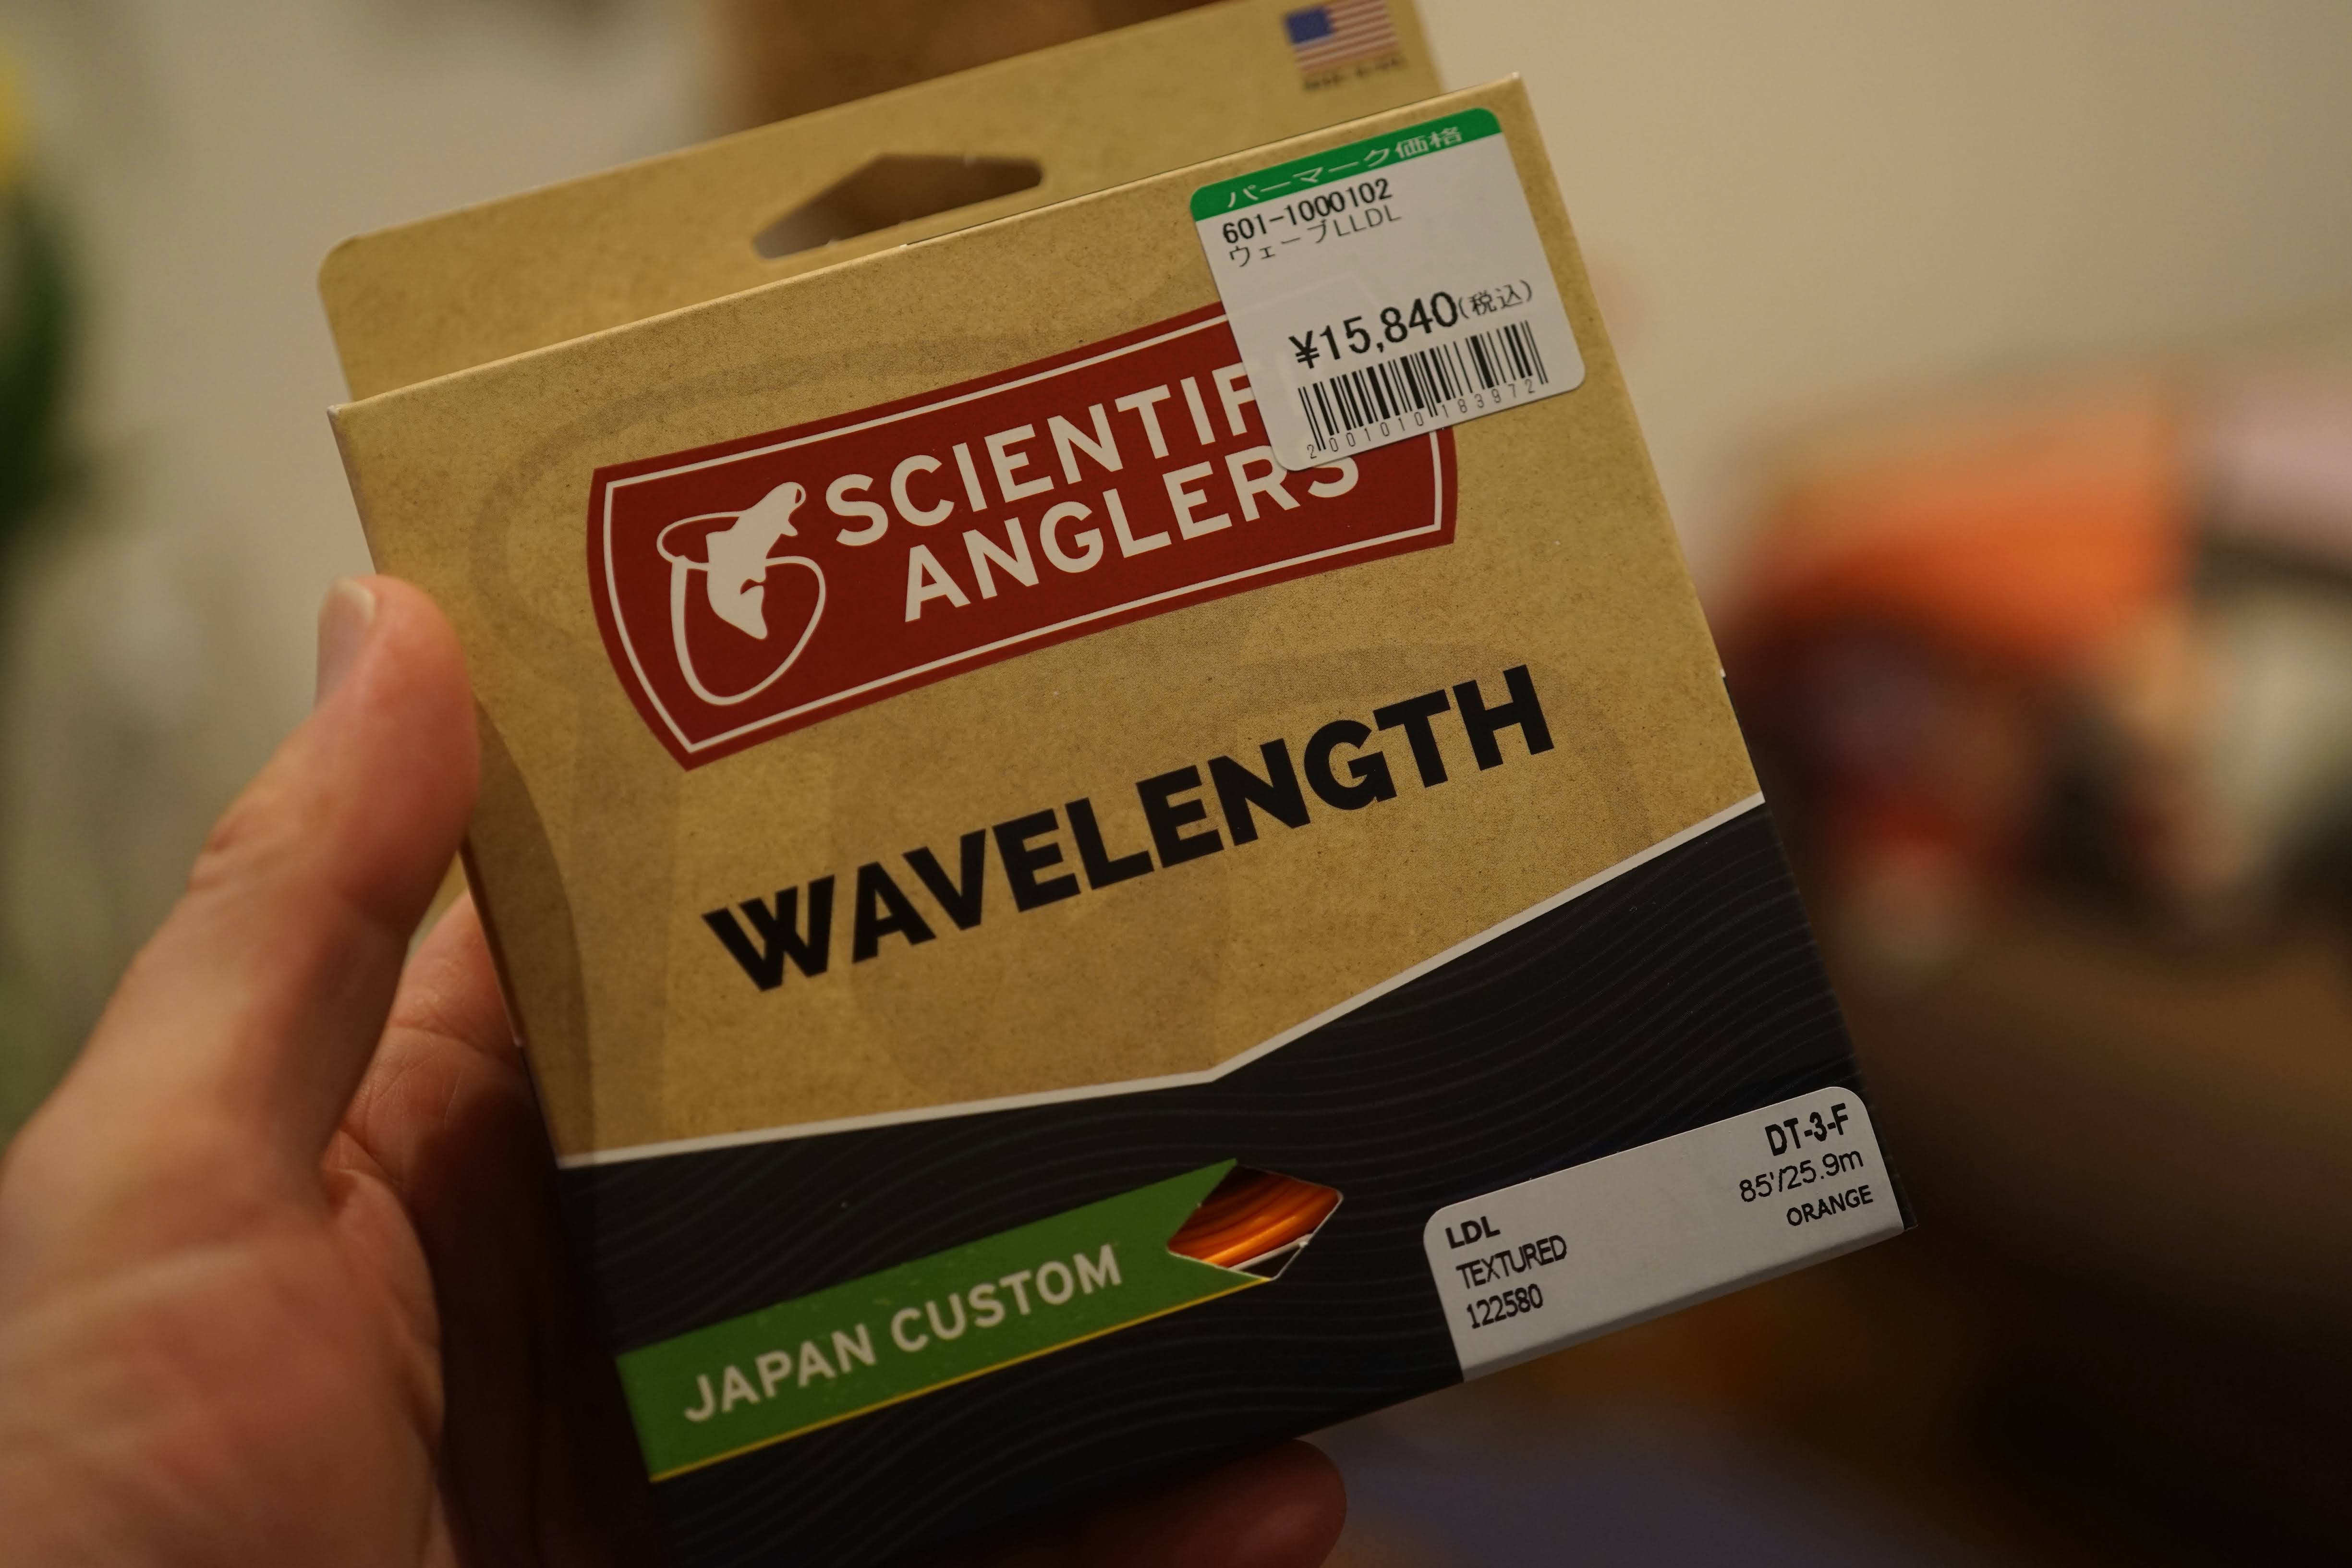 バーマーク価格
601-1000102
ウェーブLLDL
¥15,840(税込)
2001010183972
SCIENTIF
ANGLERS
WAVELENGTH
JAPAN CUSTOM
DT-3-F
85'/25.9m
ORANGE
LDL
TEXTURED
122580